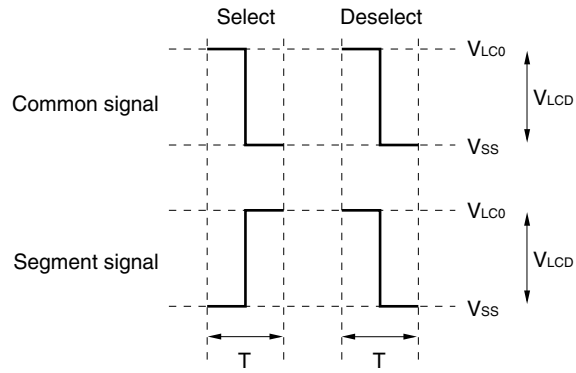 Select Deselect
VLC0
Common signal
VLCD
VSS
VLC0
Segment signal
VLCD
VSS
T T